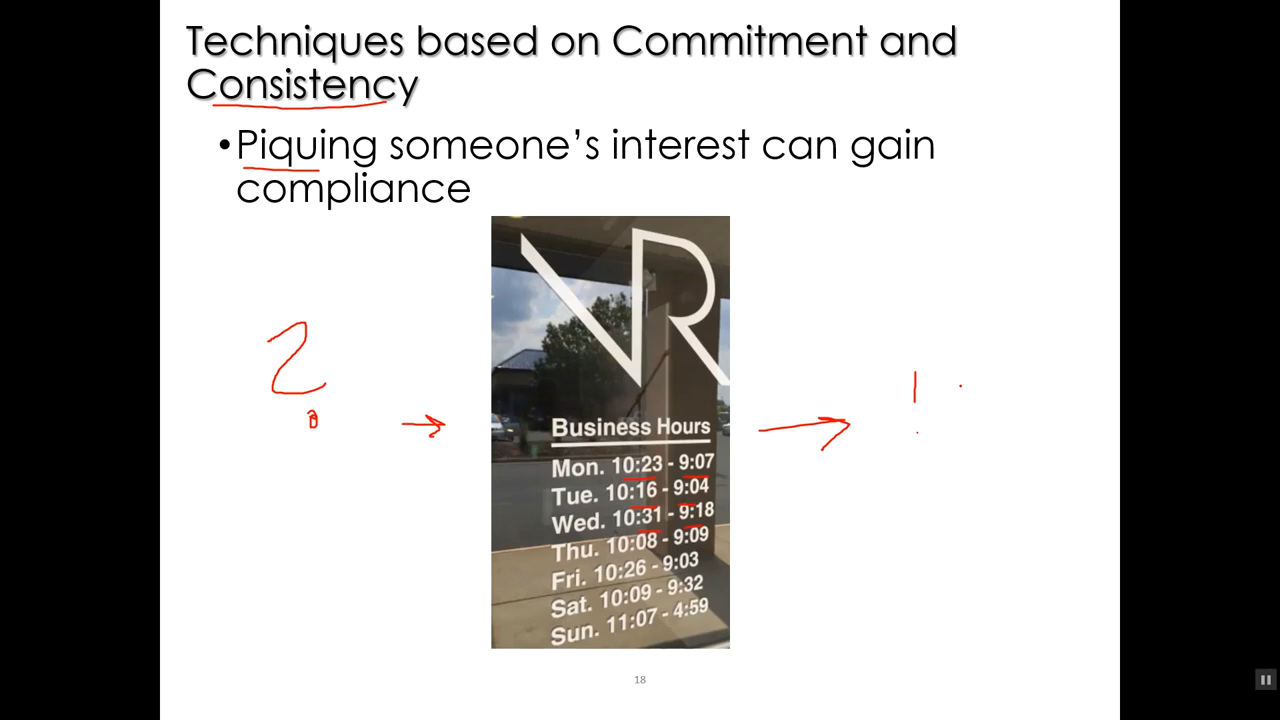 Techniques based on Commitment and
Consistency
•Piquing someone’s interest can gain
compliance
VR
Business Hours
Mon. 10:23 - 9:07
Tue. 10:16 - 9:04
Wed. 10:31 - 9:18
Thu. 10:08 - 9:09
Fri. 10:26 - 9:03
Sat. 10:09 - 9:32
Sun. 11:07 - 4:59
? → → !
18